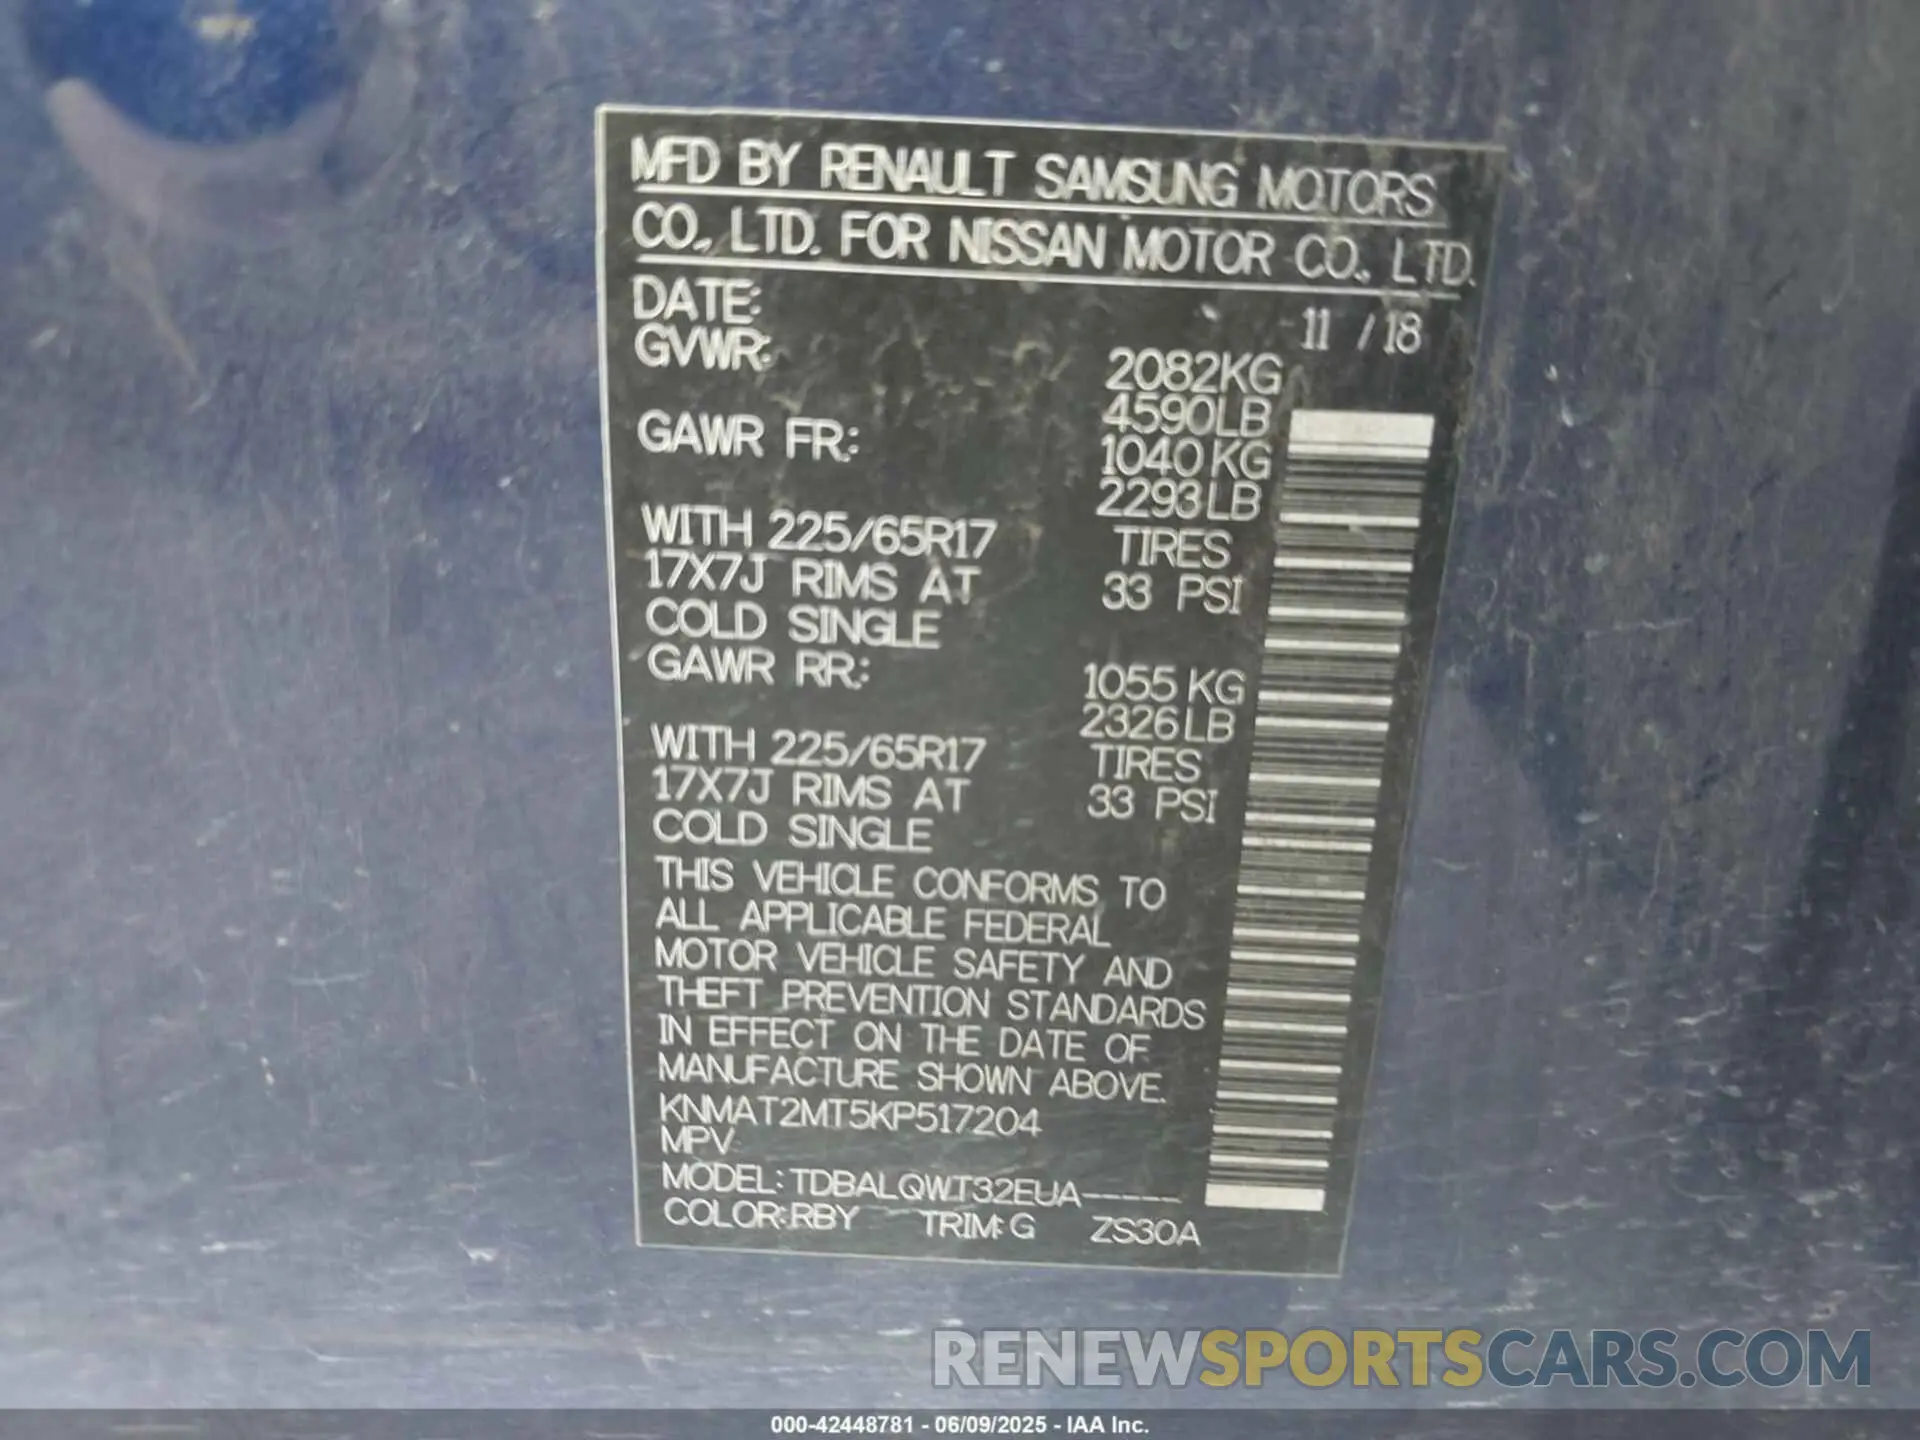 MFD BY RENAULT SAMSUNG MOTORS
CO., LTD. FOR NISSAN MOTOR CO., LTD.
DATE: 11 / 18
GVWR: 2082KG
4590LB
GAWR FR: 1040 KG
2293LB
WITH 225/65R17 TIRES
17X7J RIMS AT 33 PSI
COLD SINGLE
GAWR RR: 1055 KG
2326LB
WITH 225/65R17 TIRES
17X7J RIMS AT 33 PSI
COLD SINGLE
THIS VEHICLE CONFORMS TO
ALL APPLICABLE FEDERAL
MOTOR VEHICLE SAFETY AND
THEFT PREVENTION STANDARDS
IN EFFECT ON THE DATE OF
MANUFACTURE SHOWN ABOVE.
KNMAT2MT5KP517204
MPV
MODEL: TDBALQWT32EUA-----
COLOR:RBY TRIM:G ZS30A
RENEWSPORTSCARS.COM
000-42448781 - 06/09/2025 - IAA Inc.